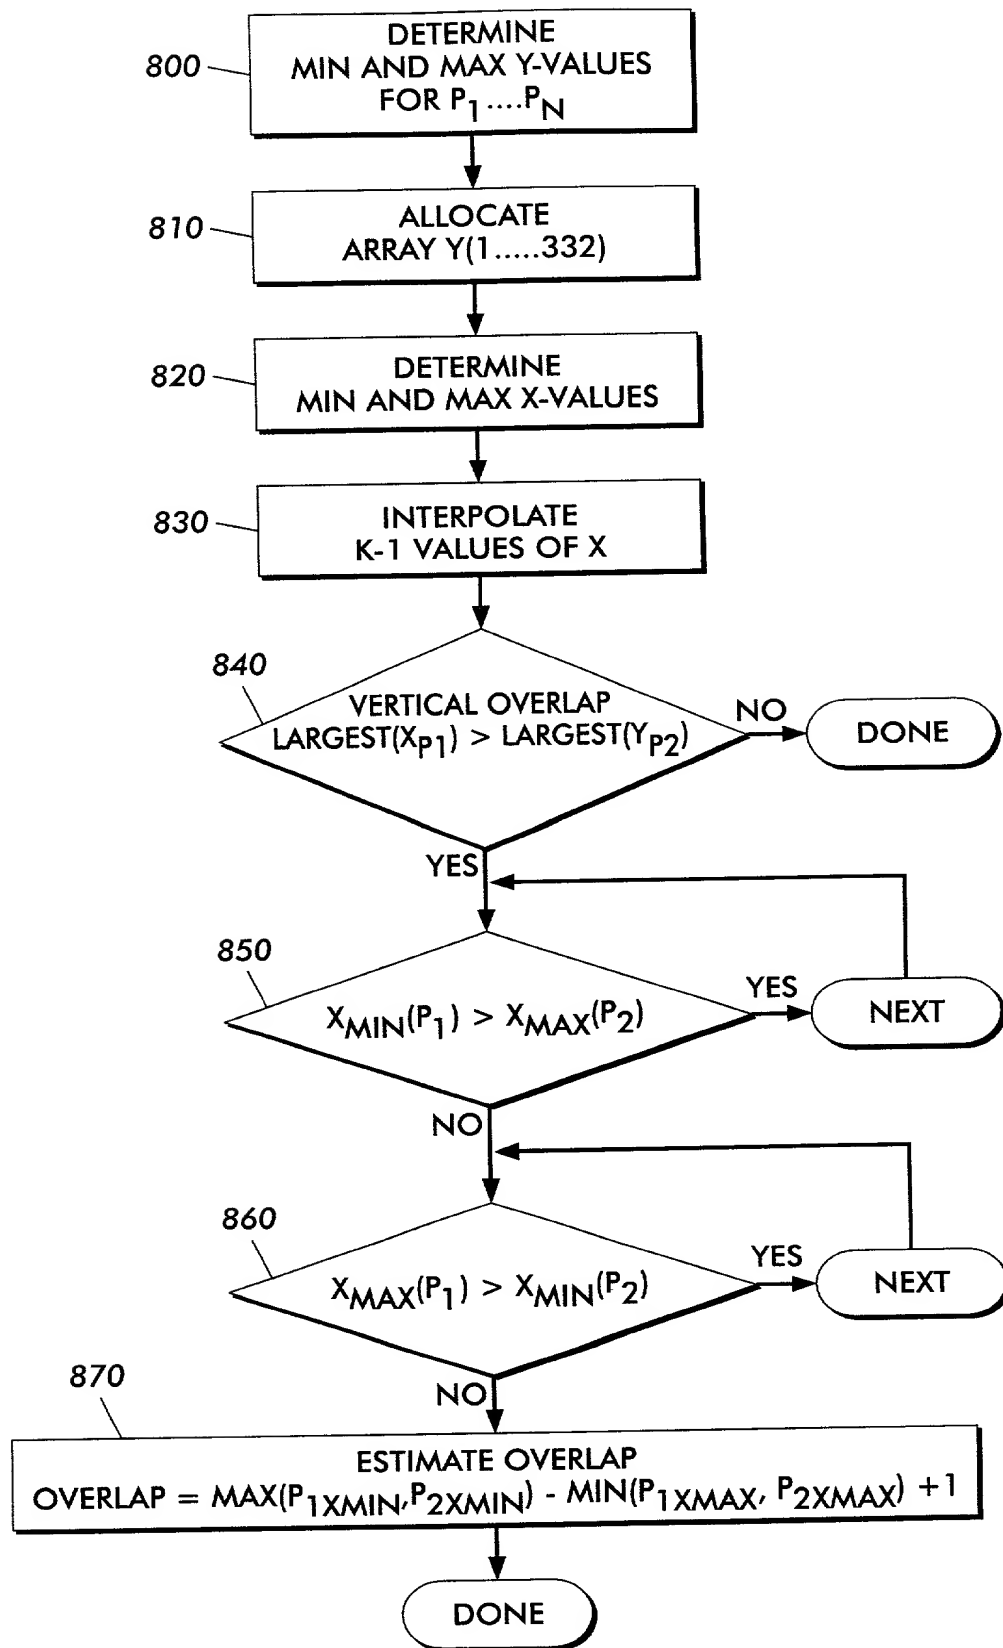 DETERMINE
MIN AND MAX Y-VALUES
FOR P1....PN
800
ALLOCATE
ARRAY Y(1.....332)
810
DETERMINE
MIN AND MAX X-VALUES
820
INTERPOLATE
K-1 VALUES OF X
830
840
VERTICAL OVERLAP
LARGEST(XP1) > LARGEST(YP2)
NO
DONE
YES
850
XMIN(P1) > XMAX(P2)
YES
NEXT
NO
860
XMAX(P1) > XMIN(P2)
YES
NEXT
NO
870
ESTIMATE OVERLAP
OVERLAP = MAX(P1XMIN,P2XMIN) - MIN(P1XMAX, P2XMAX) +1
DONE